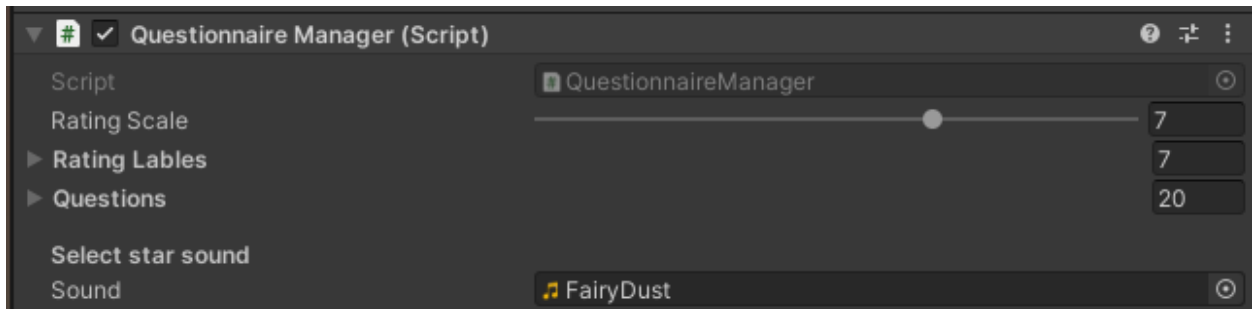 # Questionnaire Manager (Script)
Script # QuestionnaireManager
Rating Scale 7
Rating Lables 7
Questions 20
Select star sound
Sound FairyDust